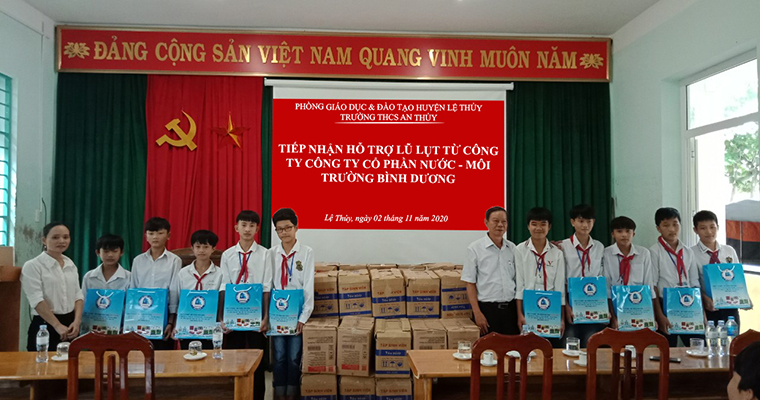 ĐẢNG CỘNG SẢN VIỆT NAM QUANG VINH MUÔN NĂM
PHÒNG GIÁO DỤC & ĐÀO TẠO HUYỆN LỆ THỦY
TRƯỜNG THCS AN THỦY
TIẾP NHẬN HỖ TRỢ LŨ LỤT TỪ CÔNG
TY CÔNG TY CỔ PHẦN NƯỚC - MÔI
TRƯỜNG BÌNH DƯƠNG
Lệ Thủy, ngày 02 tháng 11 năm 2020